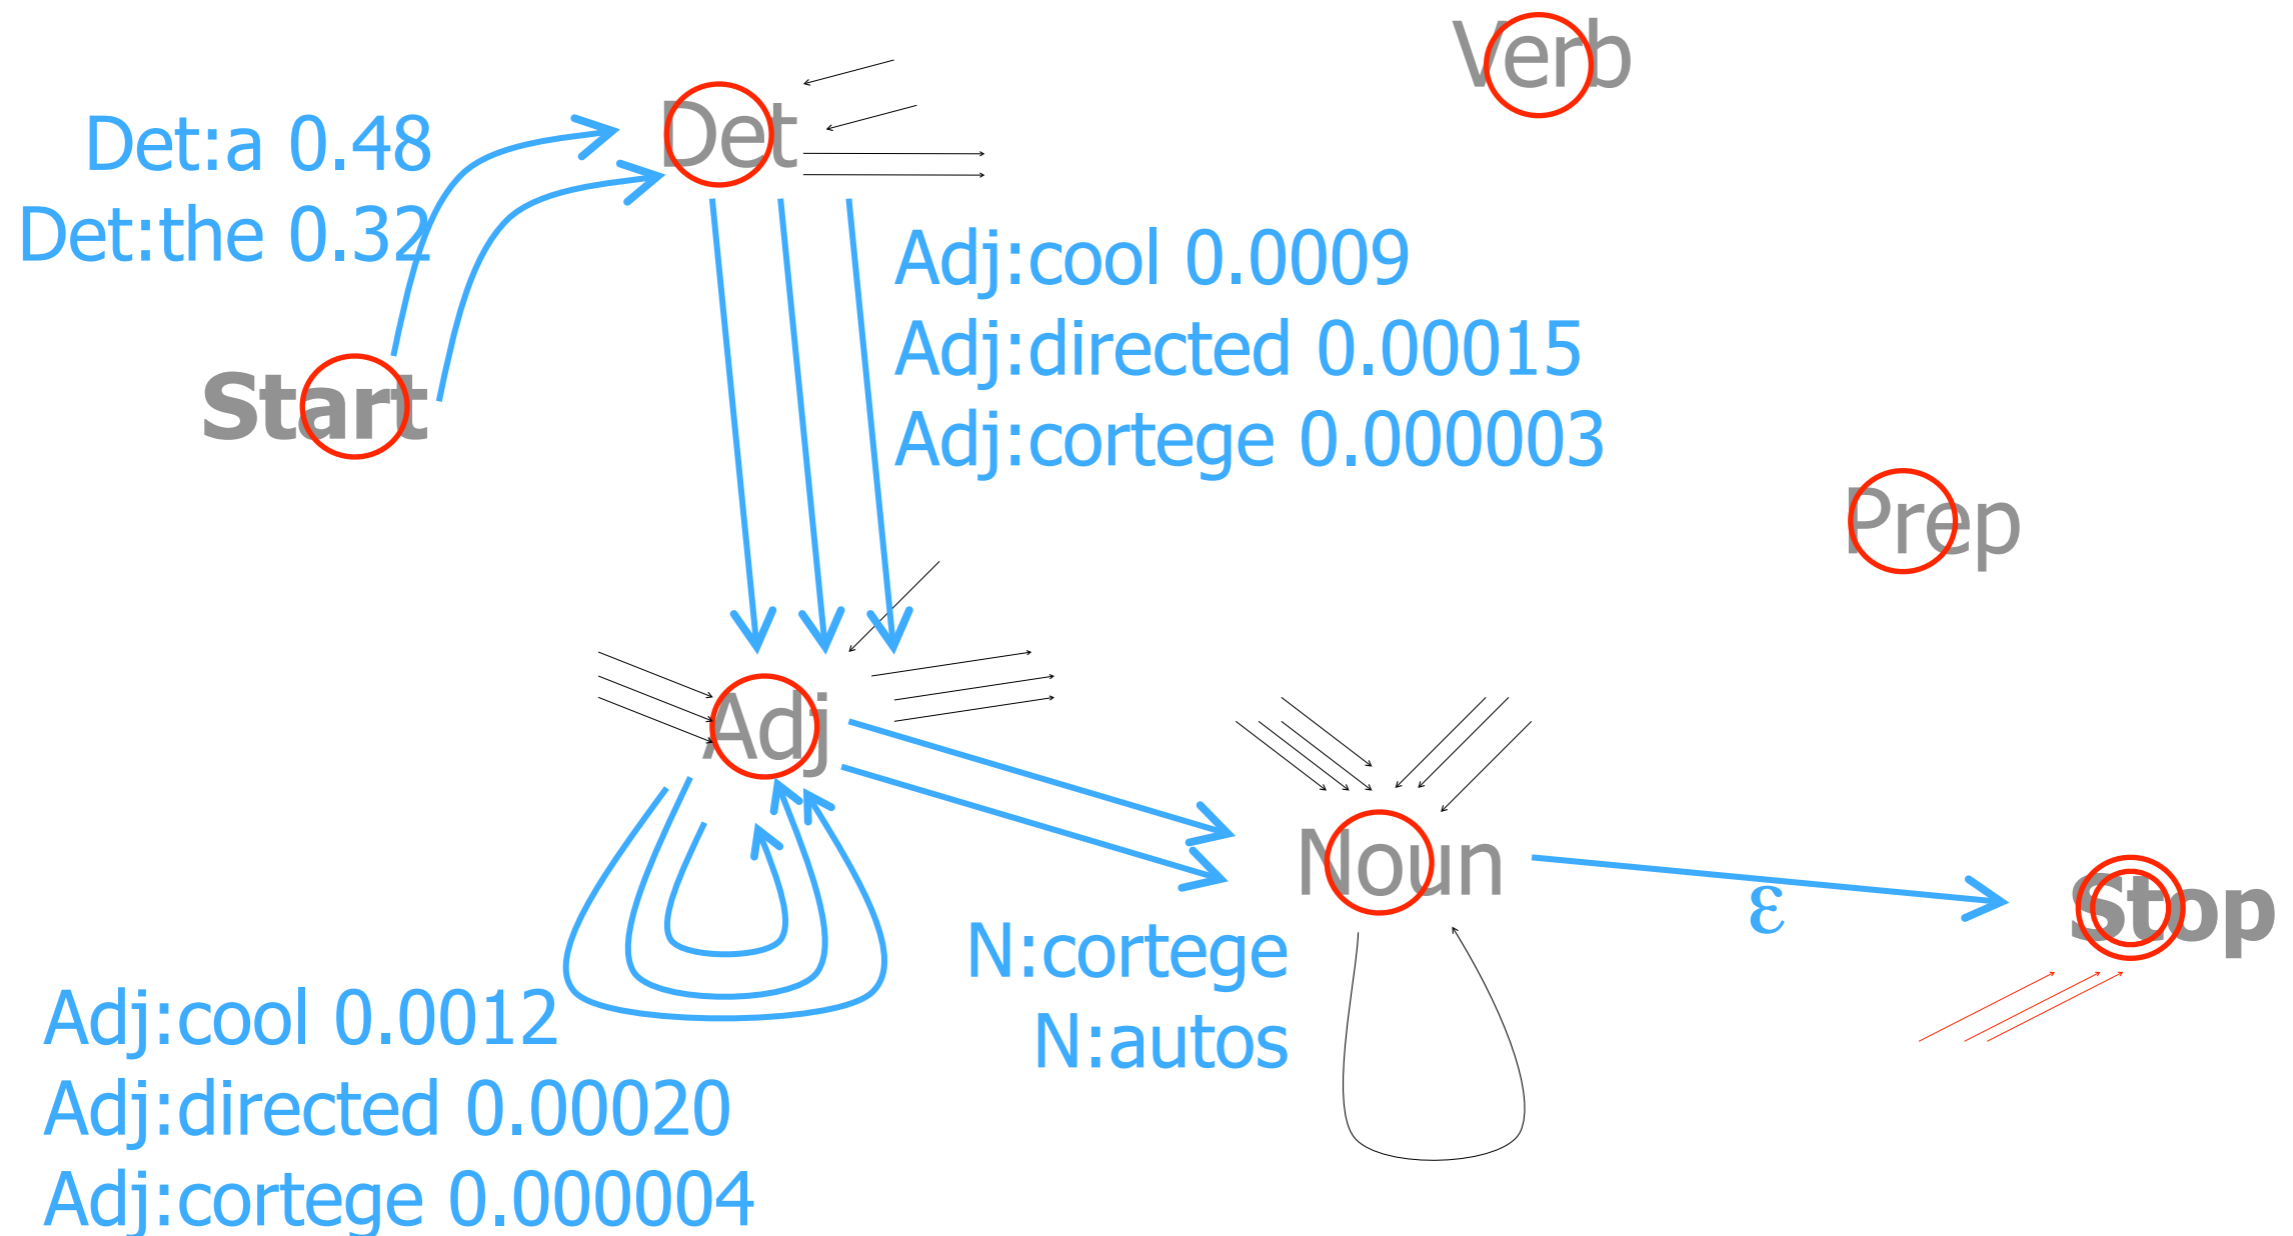 Verb
Det
Det:a 0.48
Det:the 0.32
Adj:cool 0.0009
Adj:directed 0.00015
Adj:cortege 0.000003
Start
Prep
Adj
Noun
ε
Stop
N:cortege
N:autos
Adj:cool 0.0012
Adj:directed 0.00020
Adj:cortege 0.000004